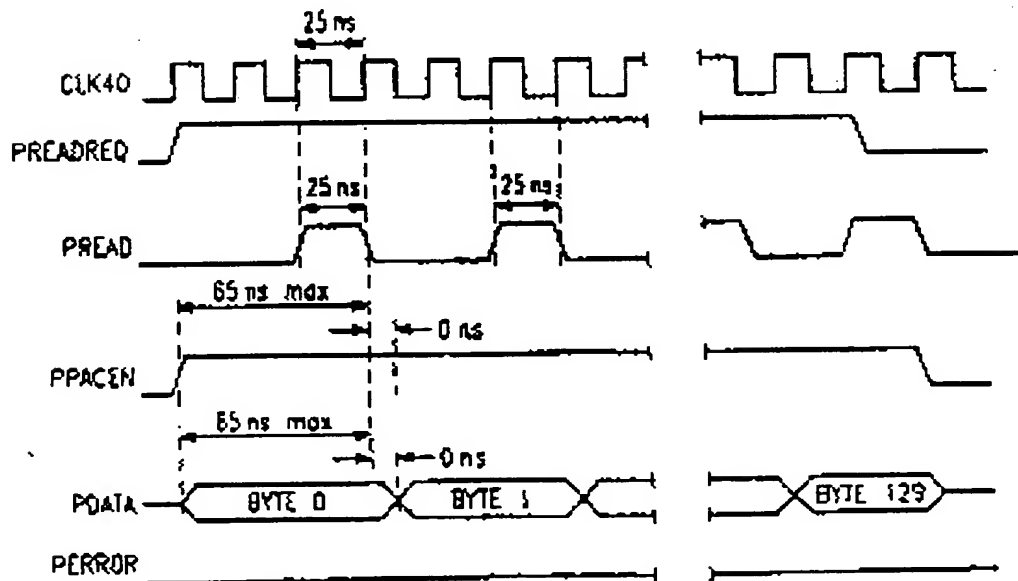 25 ns
CLK40
PREADREQ
25 ns
25 ns
PREAD
65 ns max
0 ns
PPACEN
65 ns max
0 ns
PDATA
BYTE 0
BYTE 1
BYTE 129
PERROR